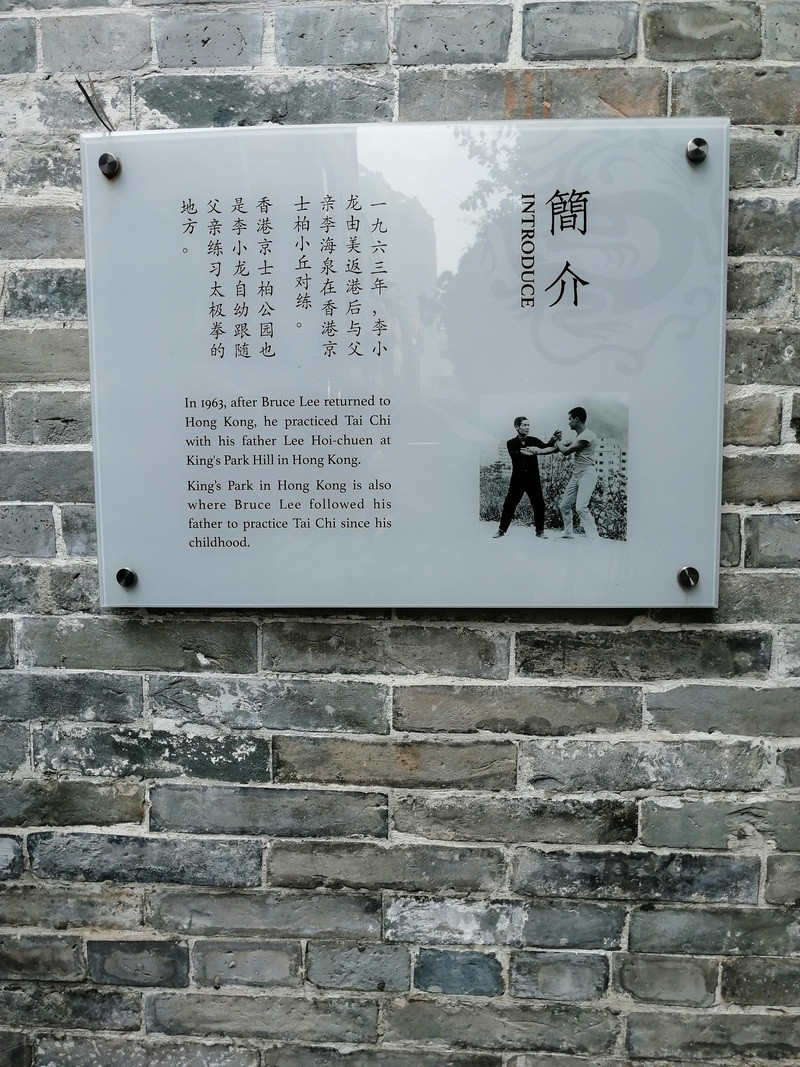 簡介
INTRODUCE
一九六三年，李小
龙由美返港后与父
亲李海泉在香港京
士柏小丘对练。
香港京士柏公园也
是李小龙自幼跟随
父亲练习太极拳的
地方。
In 1963, after Bruce Lee returned to
Hong Kong, he practiced Tai Chi
with his father Lee Hoi-chuen at
King's Park Hill in Hong Kong.
King's Park in Hong Kong is also
where Bruce Lee followed his
father to practice Tai Chi since his
childhood.